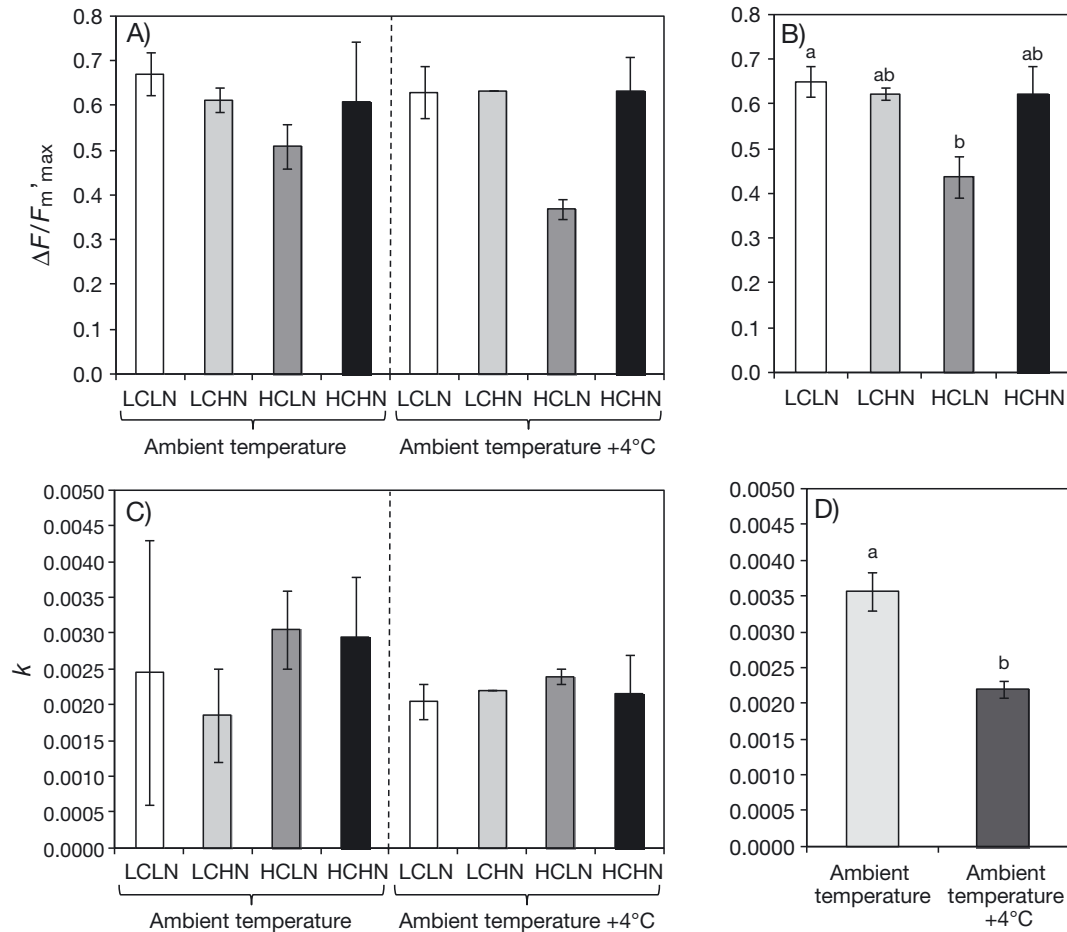 A)
ΔF/Fm'max
0.8
0.7
0.6
0.5
0.4
0.3
0.2
0.1
0.0
LCLN LCHN HCLN HCHN LCLN LCHN HCLN HCHN
Ambient temperature Ambient temperature +4°C
B)
0.8
0.7
0.6
0.5
0.4
0.3
0.2
0.1
0.0
a ab b ab
LCLN LCHN HCLN HCHN
C)
k
0.0050
0.0045
0.0040
0.0035
0.0030
0.0025
0.0020
0.0015
0.0010
0.0005
0.0000
LCLN LCHN HCLN HCHN LCLN LCHN HCLN HCHN
Ambient temperature Ambient temperature +4°C
D)
0.0050
0.0045
0.0040
0.0035
0.0030
0.0025
0.0020
0.0015
0.0010
0.0005
0.0000
a
b
Ambient
temperature
Ambient
temperature
+4°C